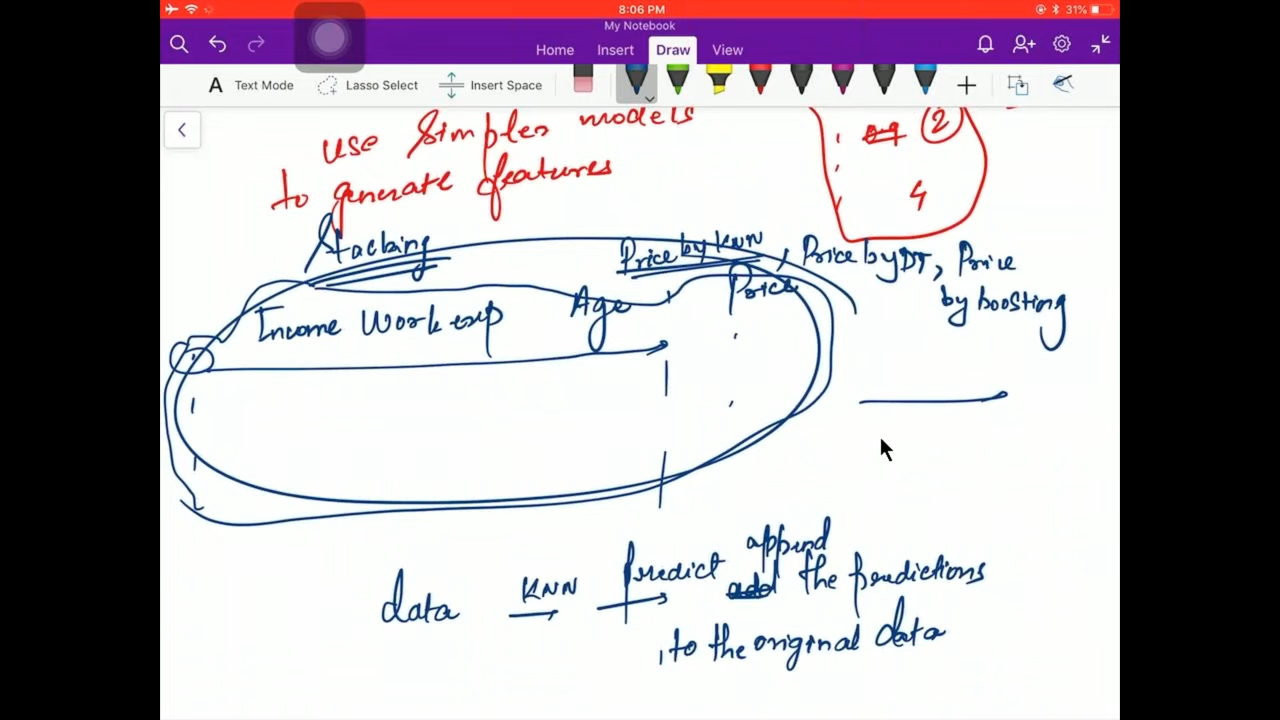 8:06 PM
31%
My Notebook
Home Insert Draw View
Text Mode Lasso Select Insert Space
use Simpler models
to generate features
2
4
Stacking
Price by KNN , Price by DT, Price
by boosting
Income Work exp Age Price
data KNN Predict append
the predictions
to the original data